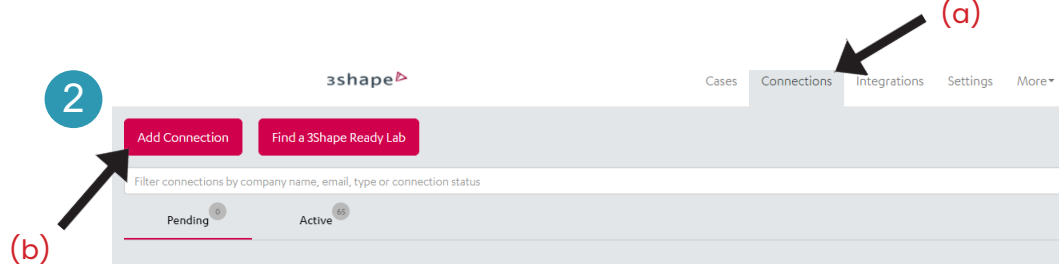 (a)
3shape
Cases Connections Integrations Settings More
2
Add Connection Find a 3Shape Ready Lab
Filter connections by company name, email, type or connection status
Pending 0 Active 65
(b)